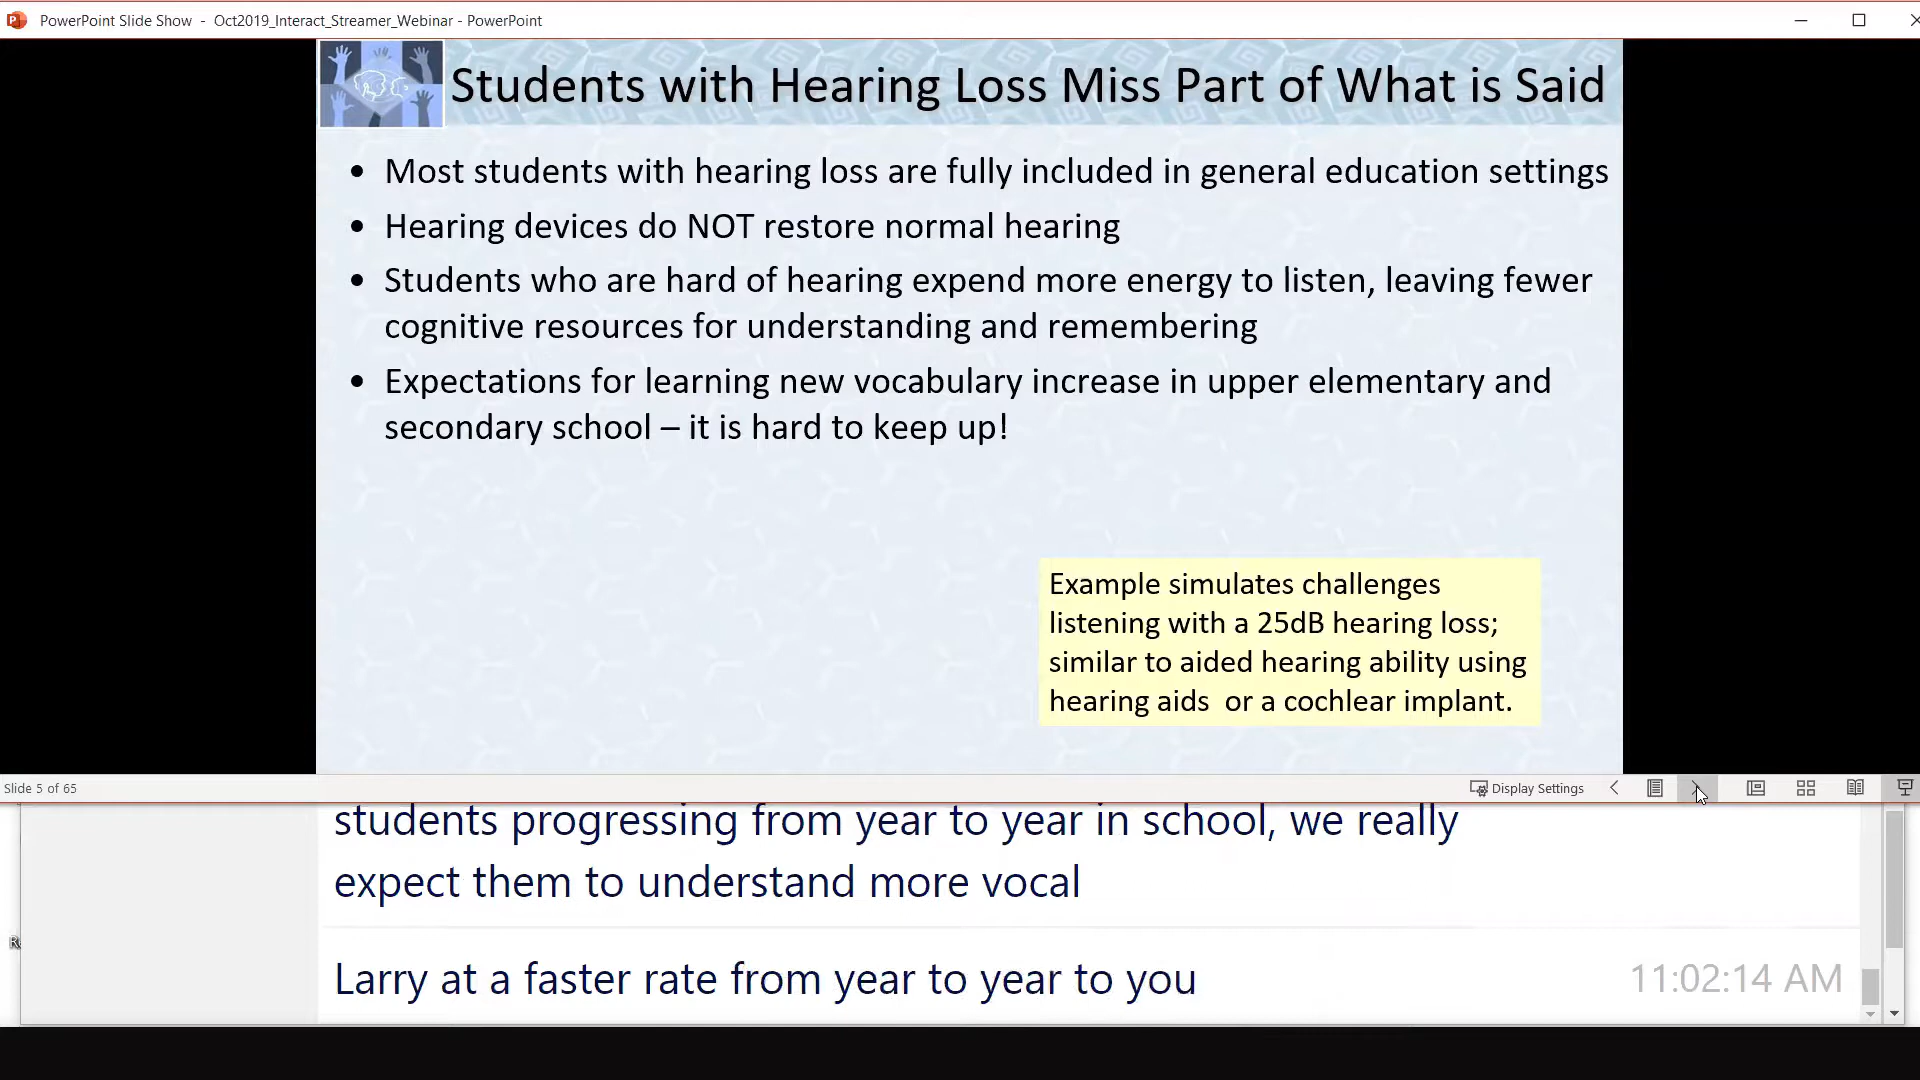 PowerPoint Slide Show - Oct2019_Interact_Streamer_Webinar - PowerPoint
Students with Hearing Loss Miss Part of What is Said
• Most students with hearing loss are fully included in general education settings
• Hearing devices do NOT restore normal hearing
• Students who are hard of hearing expend more energy to listen, leaving fewer
cognitive resources for understanding and remembering
• Expectations for learning new vocabulary increase in upper elementary and
secondary school – it is hard to keep up!
Example simulates challenges
listening with a 25dB hearing loss;
similar to aided hearing ability using
hearing aids or a cochlear implant.
Slide 5 of 65
Display Settings
students progressing from year to year in school, we really
expect them to understand more vocal
Larry at a faster rate from year to year to you
11:02:14 AM